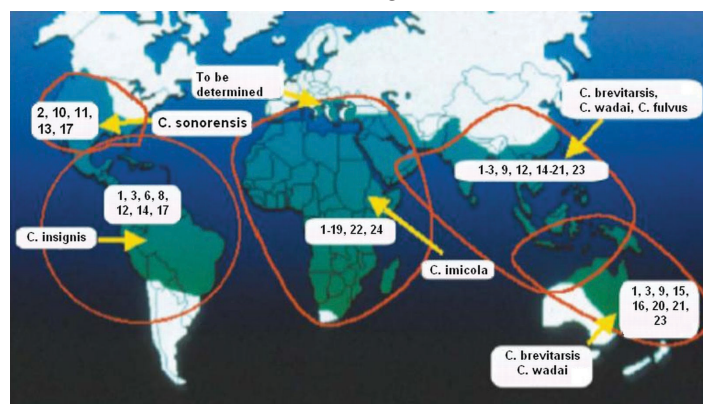 To be
determined
C. brevitarsis,
C. wadai, C. fulvus
2, 10, 11,
13, 17
C. sonorensis
1-3, 9, 12, 14-21, 23
1, 3, 6, 8,
12, 14, 17
1-19, 22, 24
C. insignis
C. imicola
1, 3, 9, 15,
16, 20, 21,
23
C. brevitarsis
C. wadai